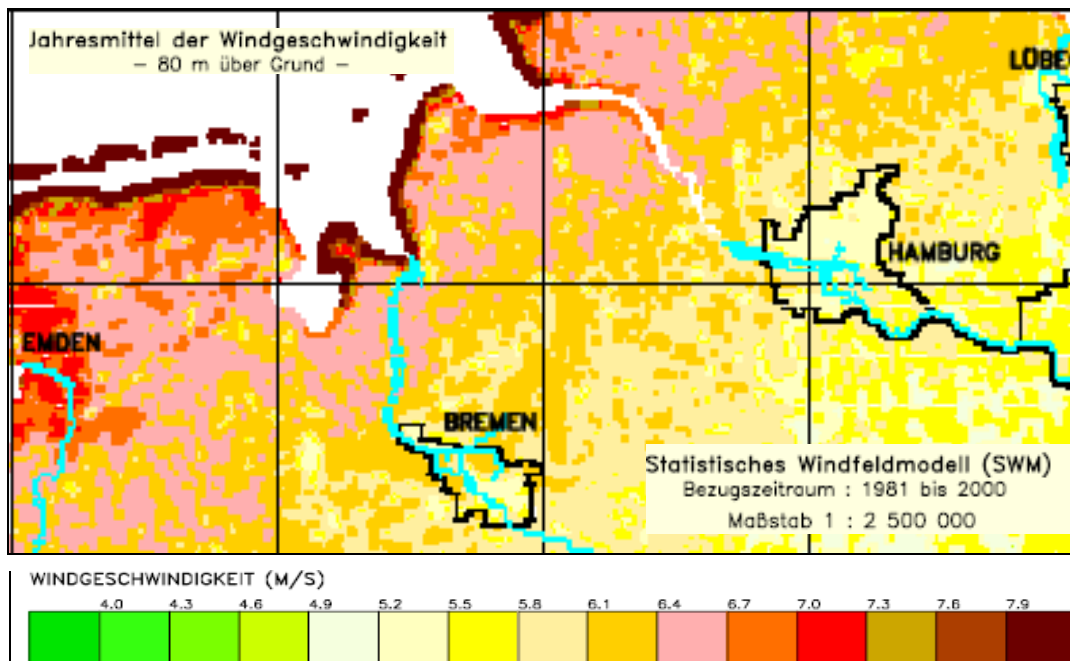 Jahresmittel der Windgeschwindigkeit
– 80 m über Grund –
LÜBEC
HAMBURG
EMDEN
BREMEN
Statistisches Windfeldmodell (SWM)
Bezugszeitraum : 1981 bis 2000
Maßstab 1 : 2 500 000
WINDGESCHWINDIGKEIT (M/S)
4.0 4.3 4.6 4.9 5.2 5.5 5.8 6.1 6.4 6.7 7.0 7.3 7.6 7.9